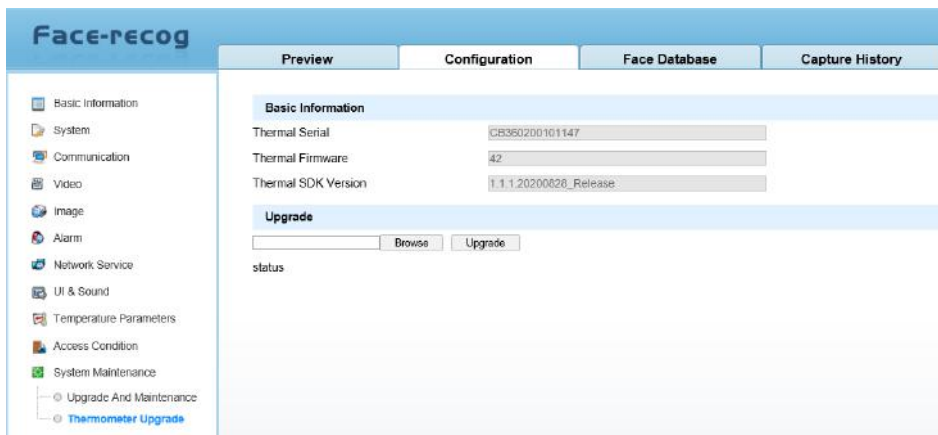 Face-recog
Preview Configuration Face Database Capture History
Basic Information
System
Communication
Video
Image
Alarm
Network Service
UI & Sound
Temperature Parameters
Access Condition
System Maintenance
Upgrade And Maintenance
Thermometer Upgrade
Basic Information
Thermal Serial CB360200101147
Thermal Firmware 42
Thermal SDK Version 1.1.1.20200828_Release
Upgrade
Browse Upgrade
status